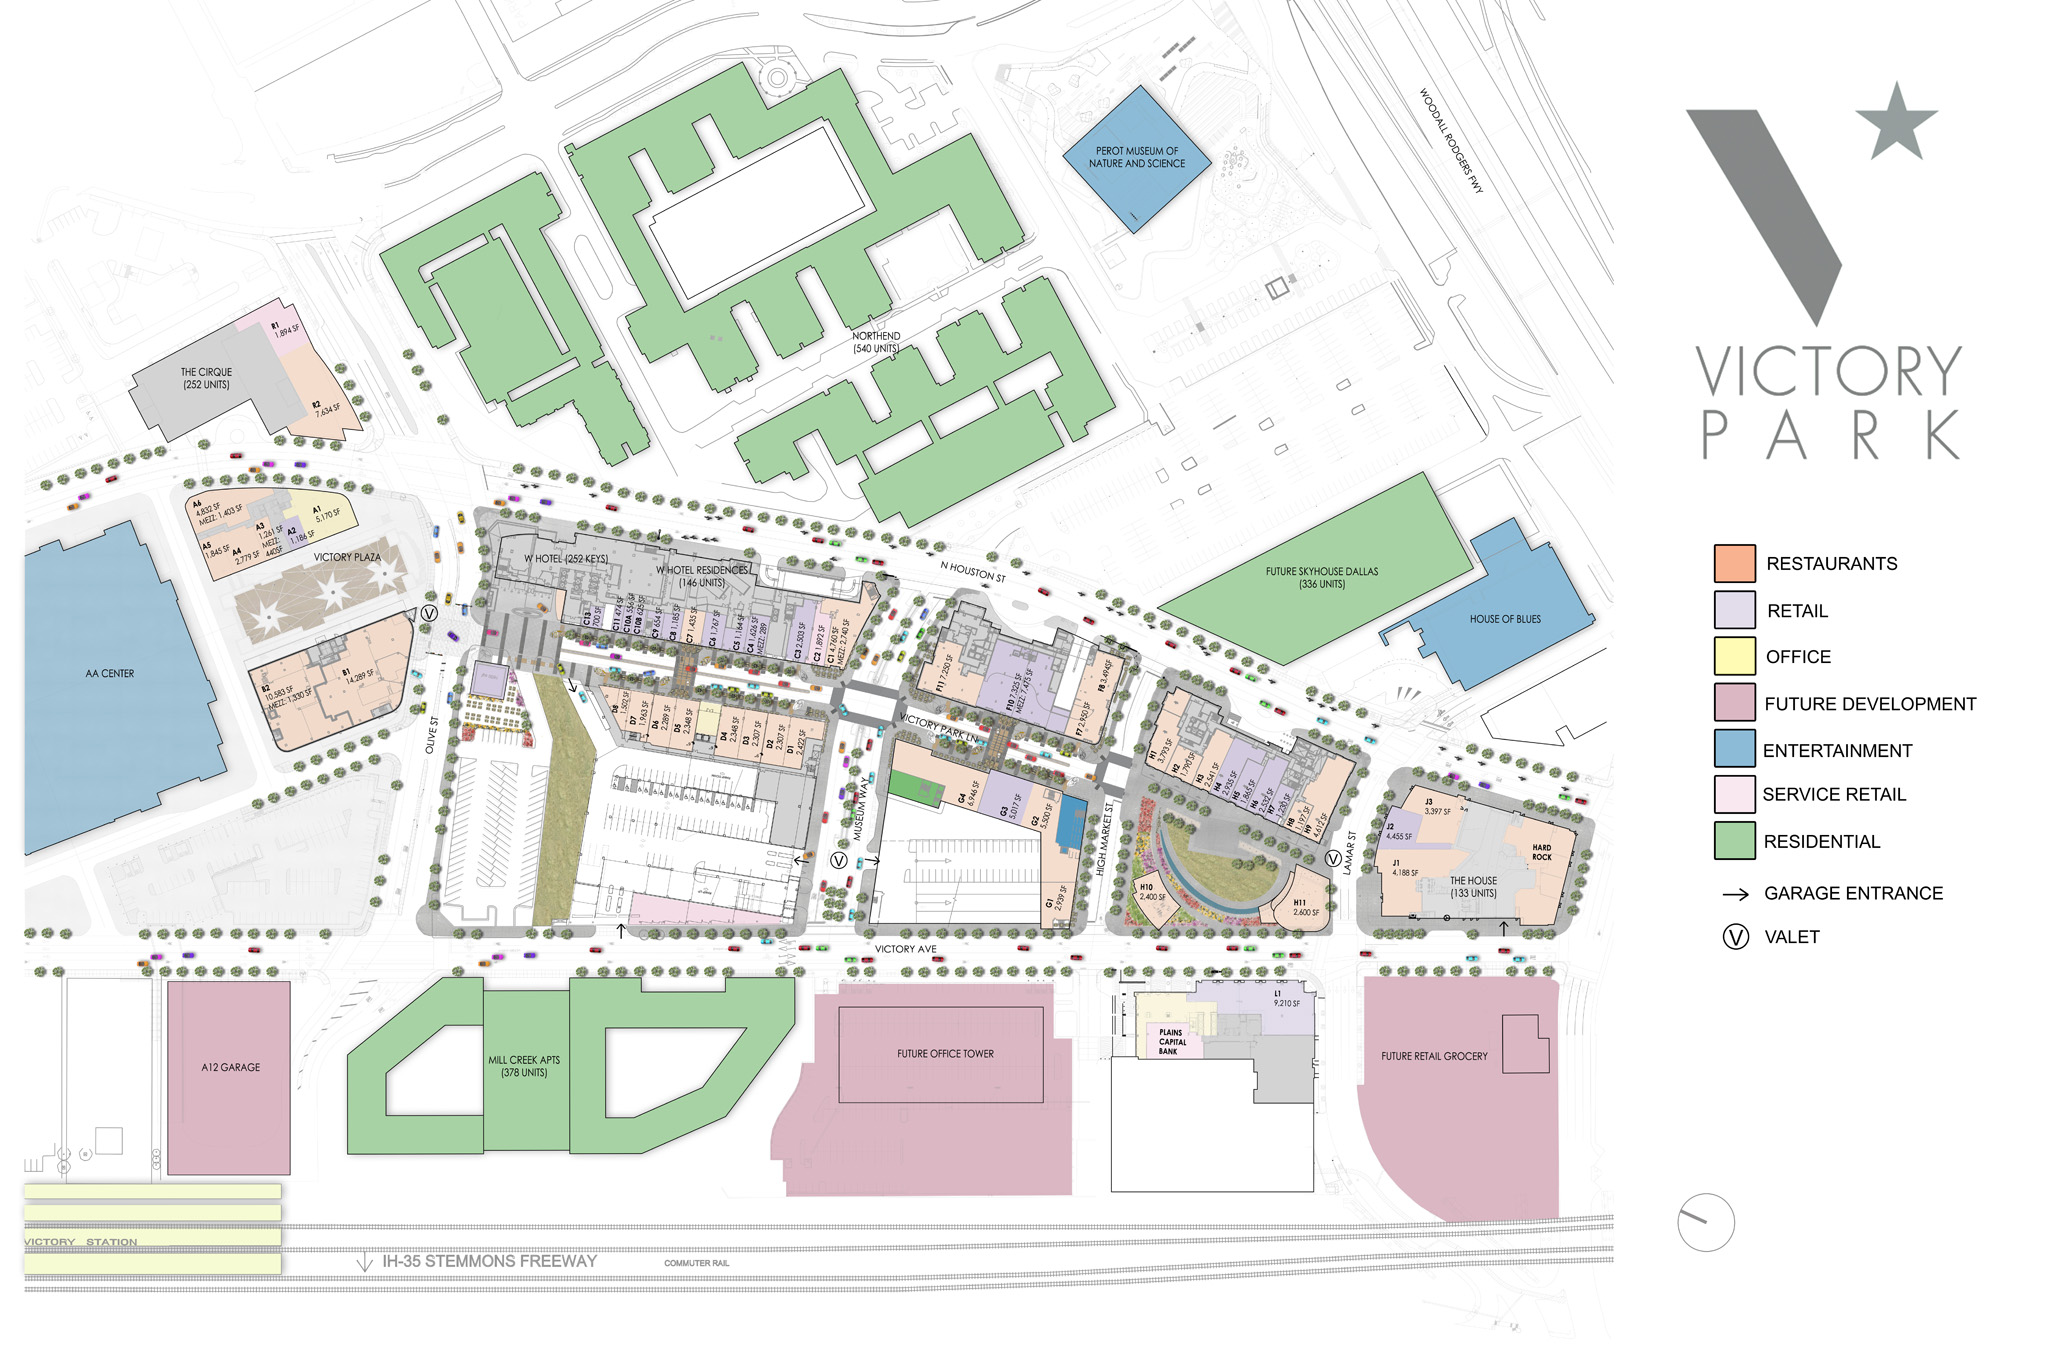 WOODALL RODGERS FWY
PEROT MUSEUM OF
NATURE AND SCIENCE
VICTORY
PARK
NORTHEND
(540 UNITS)
R1
1,894 SF
THE CIRQUE
(252 UNITS)
R2
7,634 SF
A6
4,832 SF
MEZZ: 1,403 SF
A1
5,170 SF
A3
1,261 SF
MEZZ:
440SF
A2
1,186 SF
A5
1,845 SF
A4
2,779 SF
VICTORY PLAZA
AA CENTER
B2
10,583 SF
MEZZ: 1,330 SF
B1
14,289 SF
OLIVE ST
V
W HOTEL (252 KEYS)
W HOTEL RESIDENCES
(146 UNITS)
N HOUSTON ST
C13
700 SF
C11 474 SF
C10A 556 SF
C10B 625 SF
C9 654 SF
C8 1,185 SF
C7 1,435 SF
C6 1,767 SF
C5 1,164 SF
C4 1,626 SF
MEZZ: 289
C3 2,503 SF
C2 1,892 SF
C1 4,760 SF
MEZZ: 2,740 SF
D8
1,502 SF
D7
1,963 SF
D6
2,289 SF
D5
2,348 SF
D4
2,348 SF
D3
2,307 SF
D2
2,307 SF
D1
2,422 SF
F11 7,250 SF
F10 7,325 SF
MEZZ: 7,475 SF
F8 3,494SF
F7 2,950 SF
VICTORY PARK LN
MUSEUM WAY
V
G4
6,946 SF
G3
5,017 SF
G2
5,500 SF
G1
2,939 SF
HIGH MARKET ST
H1
3,793 SF
H2
1,790 SF
H3
2,541 SF
H4
2,935 SF
H5
1,865 SF
H6
2,532 SF
H7
1,230 SF
H8
1,197 SF
H9
4,612 SF
H10
2,400 SF
H11
2,600 SF
V
LAMAR ST
FUTURE SKYHOUSE DALLAS
(336 UNITS)
HOUSE OF BLUES
J3
3,397 SF
J2
4,455 SF
J1
4,188 SF
HARD
ROCK
THE HOUSE
(133 UNITS)
VICTORY AVE
A12 GARAGE
MILL CREEK APTS
(378 UNITS)
FUTURE OFFICE TOWER
L1
9,210 SF
PLAINS
CAPITAL
BANK
FUTURE RETAIL GROCERY
VICTORY STATION
IH-35 STEMMONS FREEWAY
COMMUTER RAIL
RESTAURANTS
RETAIL
OFFICE
FUTURE DEVELOPMENT
ENTERTAINMENT
SERVICE RETAIL
RESIDENTIAL
GARAGE ENTRANCE
V VALET